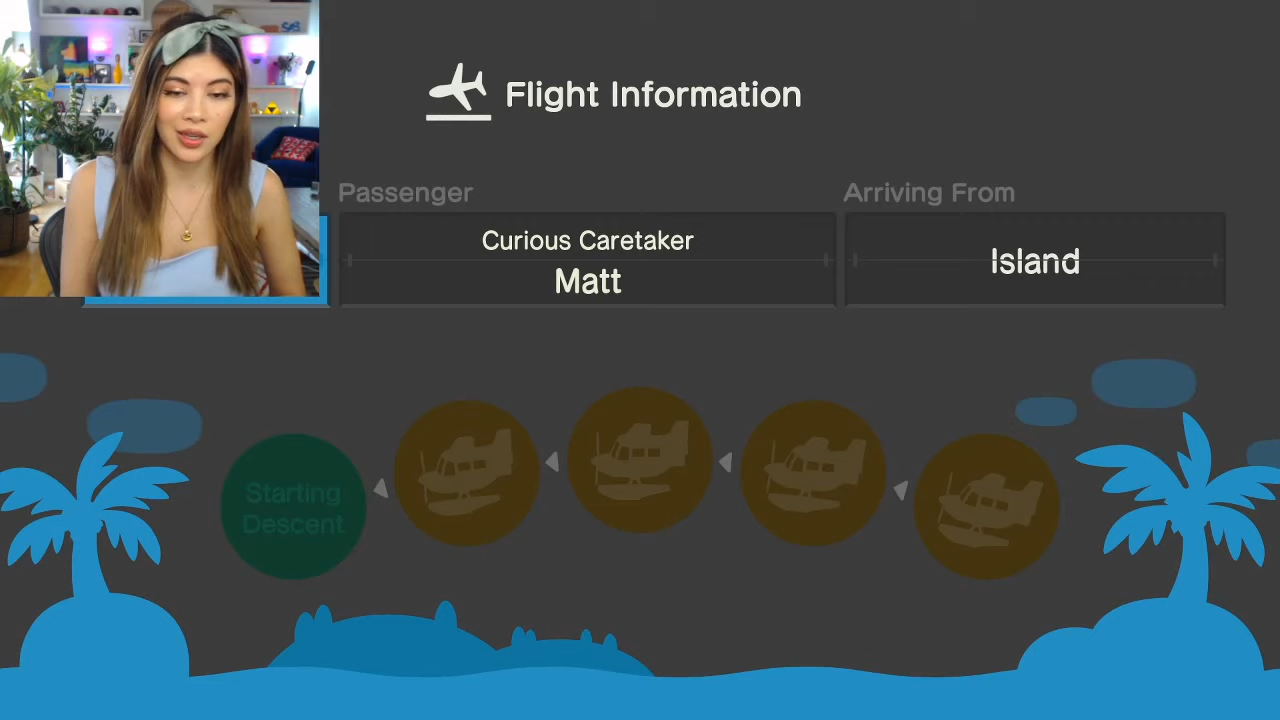 Flight Information
Passenger
Arriving From
Curious Caretaker
Matt
Island
Starting
Descent